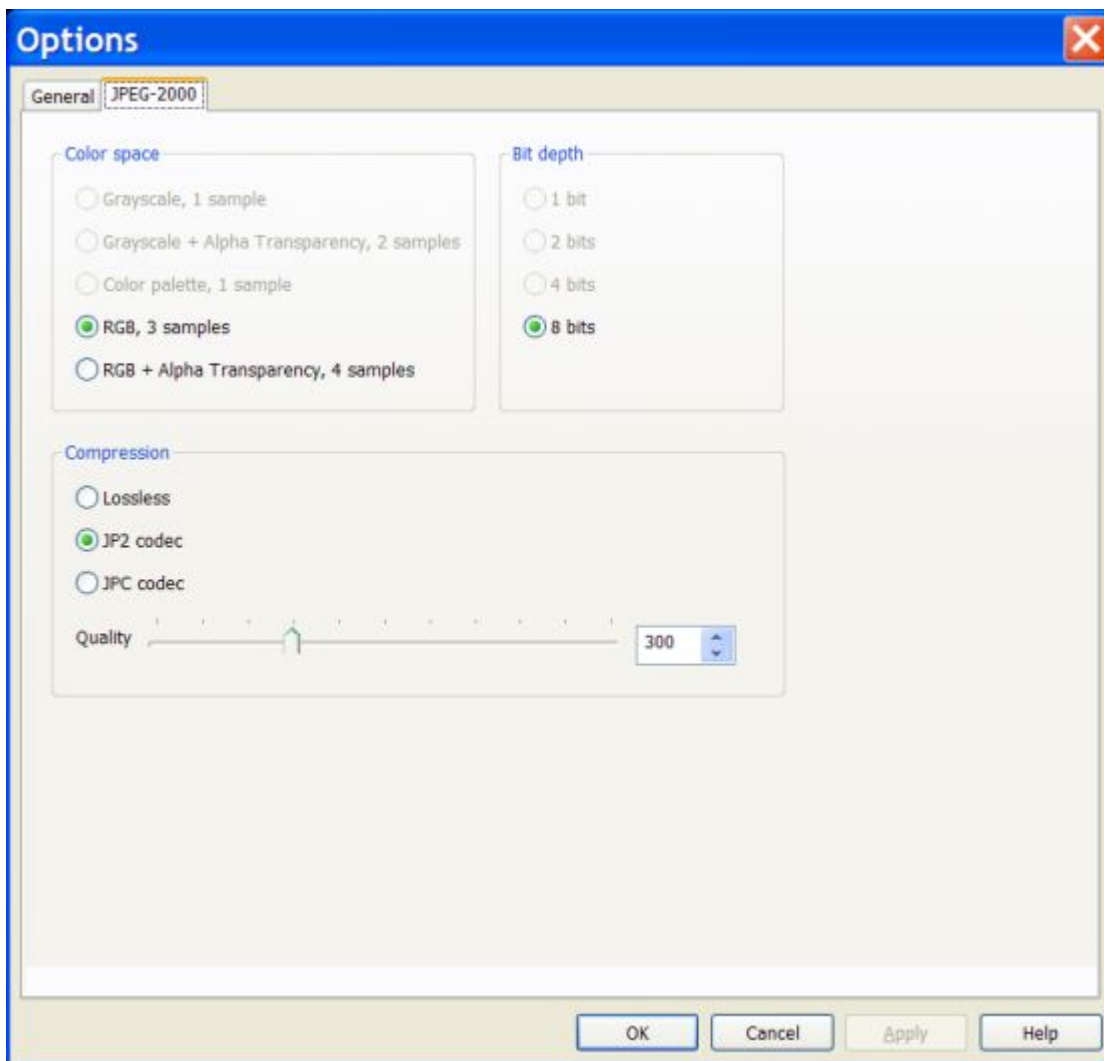 Options
General
JPEG-2000
Color space
Grayscale, 1 sample
Grayscale + Alpha Transparency, 2 samples
Color palette, 1 sample
RGB, 3 samples
RGB + Alpha Transparency, 4 samples
Bit depth
1 bit
2 bits
4 bits
8 bits
Compression
Lossless
JP2 codec
JPC codec
Quality
300
OK
Cancel
Apply
Help